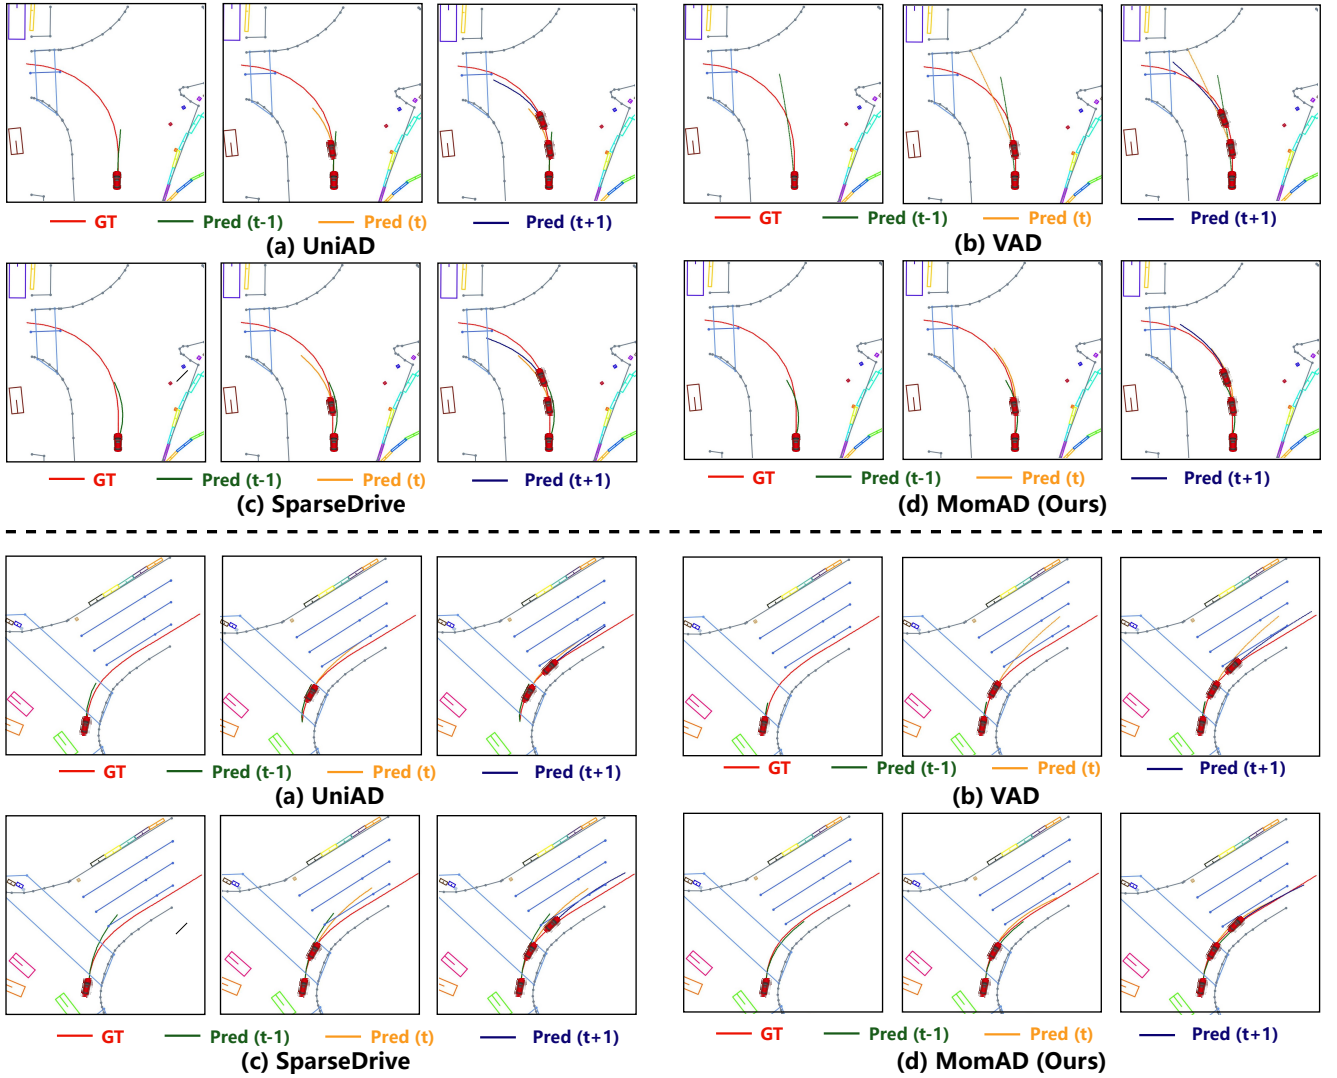 GT Pred (t-1) Pred (t) Pred (t+1)
(a) UniAD
GT Pred (t-1) Pred (t) Pred (t+1)
(b) VAD
GT Pred (t-1) Pred (t) Pred (t+1)
(c) SparseDrive
GT Pred (t-1) Pred (t) Pred (t+1)
(d) MomAD (Ours)
GT Pred (t-1) Pred (t) Pred (t+1)
(a) UniAD
GT Pred (t-1) Pred (t) Pred (t+1)
(b) VAD
GT Pred (t-1) Pred (t) Pred (t+1)
(c) SparseDrive
GT Pred (t-1) Pred (t) Pred (t+1)
(d) MomAD (Ours)